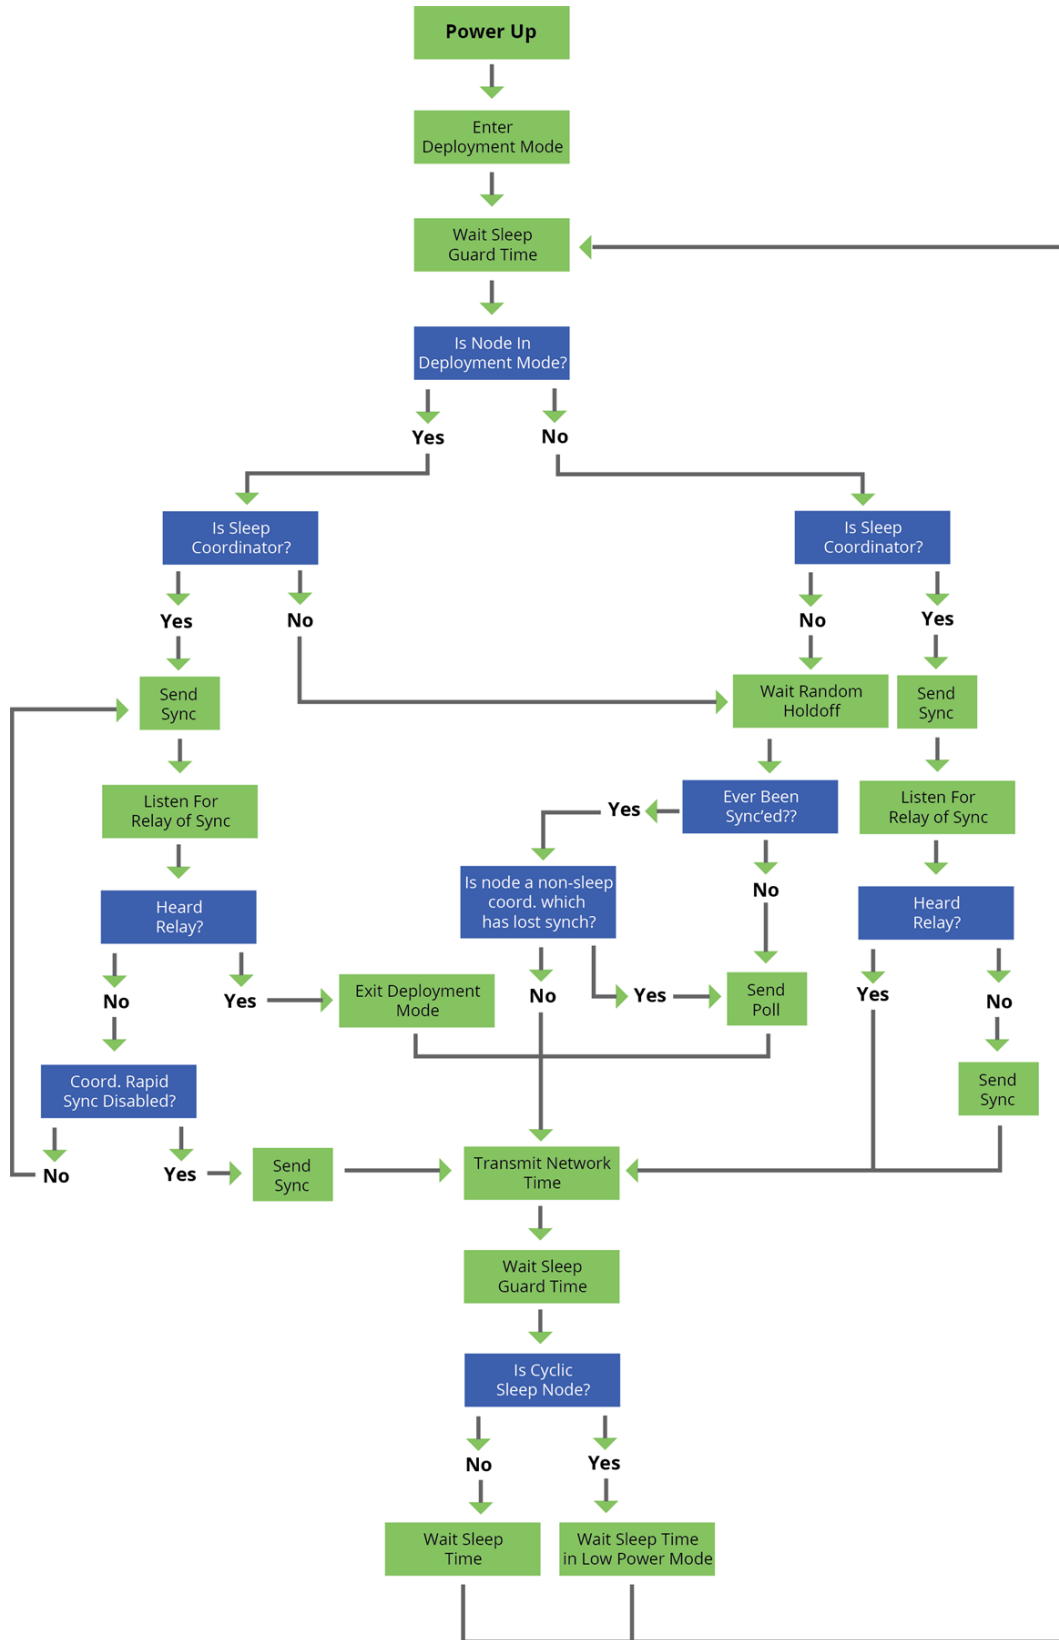 Power Up
Enter
Deployment Mode
Wait Sleep
Guard Time
Is Node In
Deployment Mode?
Yes
No
Is Sleep
Coordinator?
Is Sleep
Coordinator?
Yes
No
No
Yes
Send
Sync
Wait Random
Holdoff
Send
Sync
Listen For
Relay of Sync
Yes
Ever Been
Sync'ed??
Listen For
Relay of Sync
Heard
Relay?
Is node a non-sleep
coord. which
has lost synch?
No
Heard
Relay?
No
Yes
Exit Deployment
Mode
No
Yes
Send
Poll
Yes
No
Coord. Rapid
Sync Disabled?
Send
Sync
No
Yes
Send
Sync
Transmit Network
Time
Wait Sleep
Guard Time
Is Cyclic
Sleep Node?
No
Yes
Wait Sleep
Time
Wait Sleep Time
in Low Power Mode